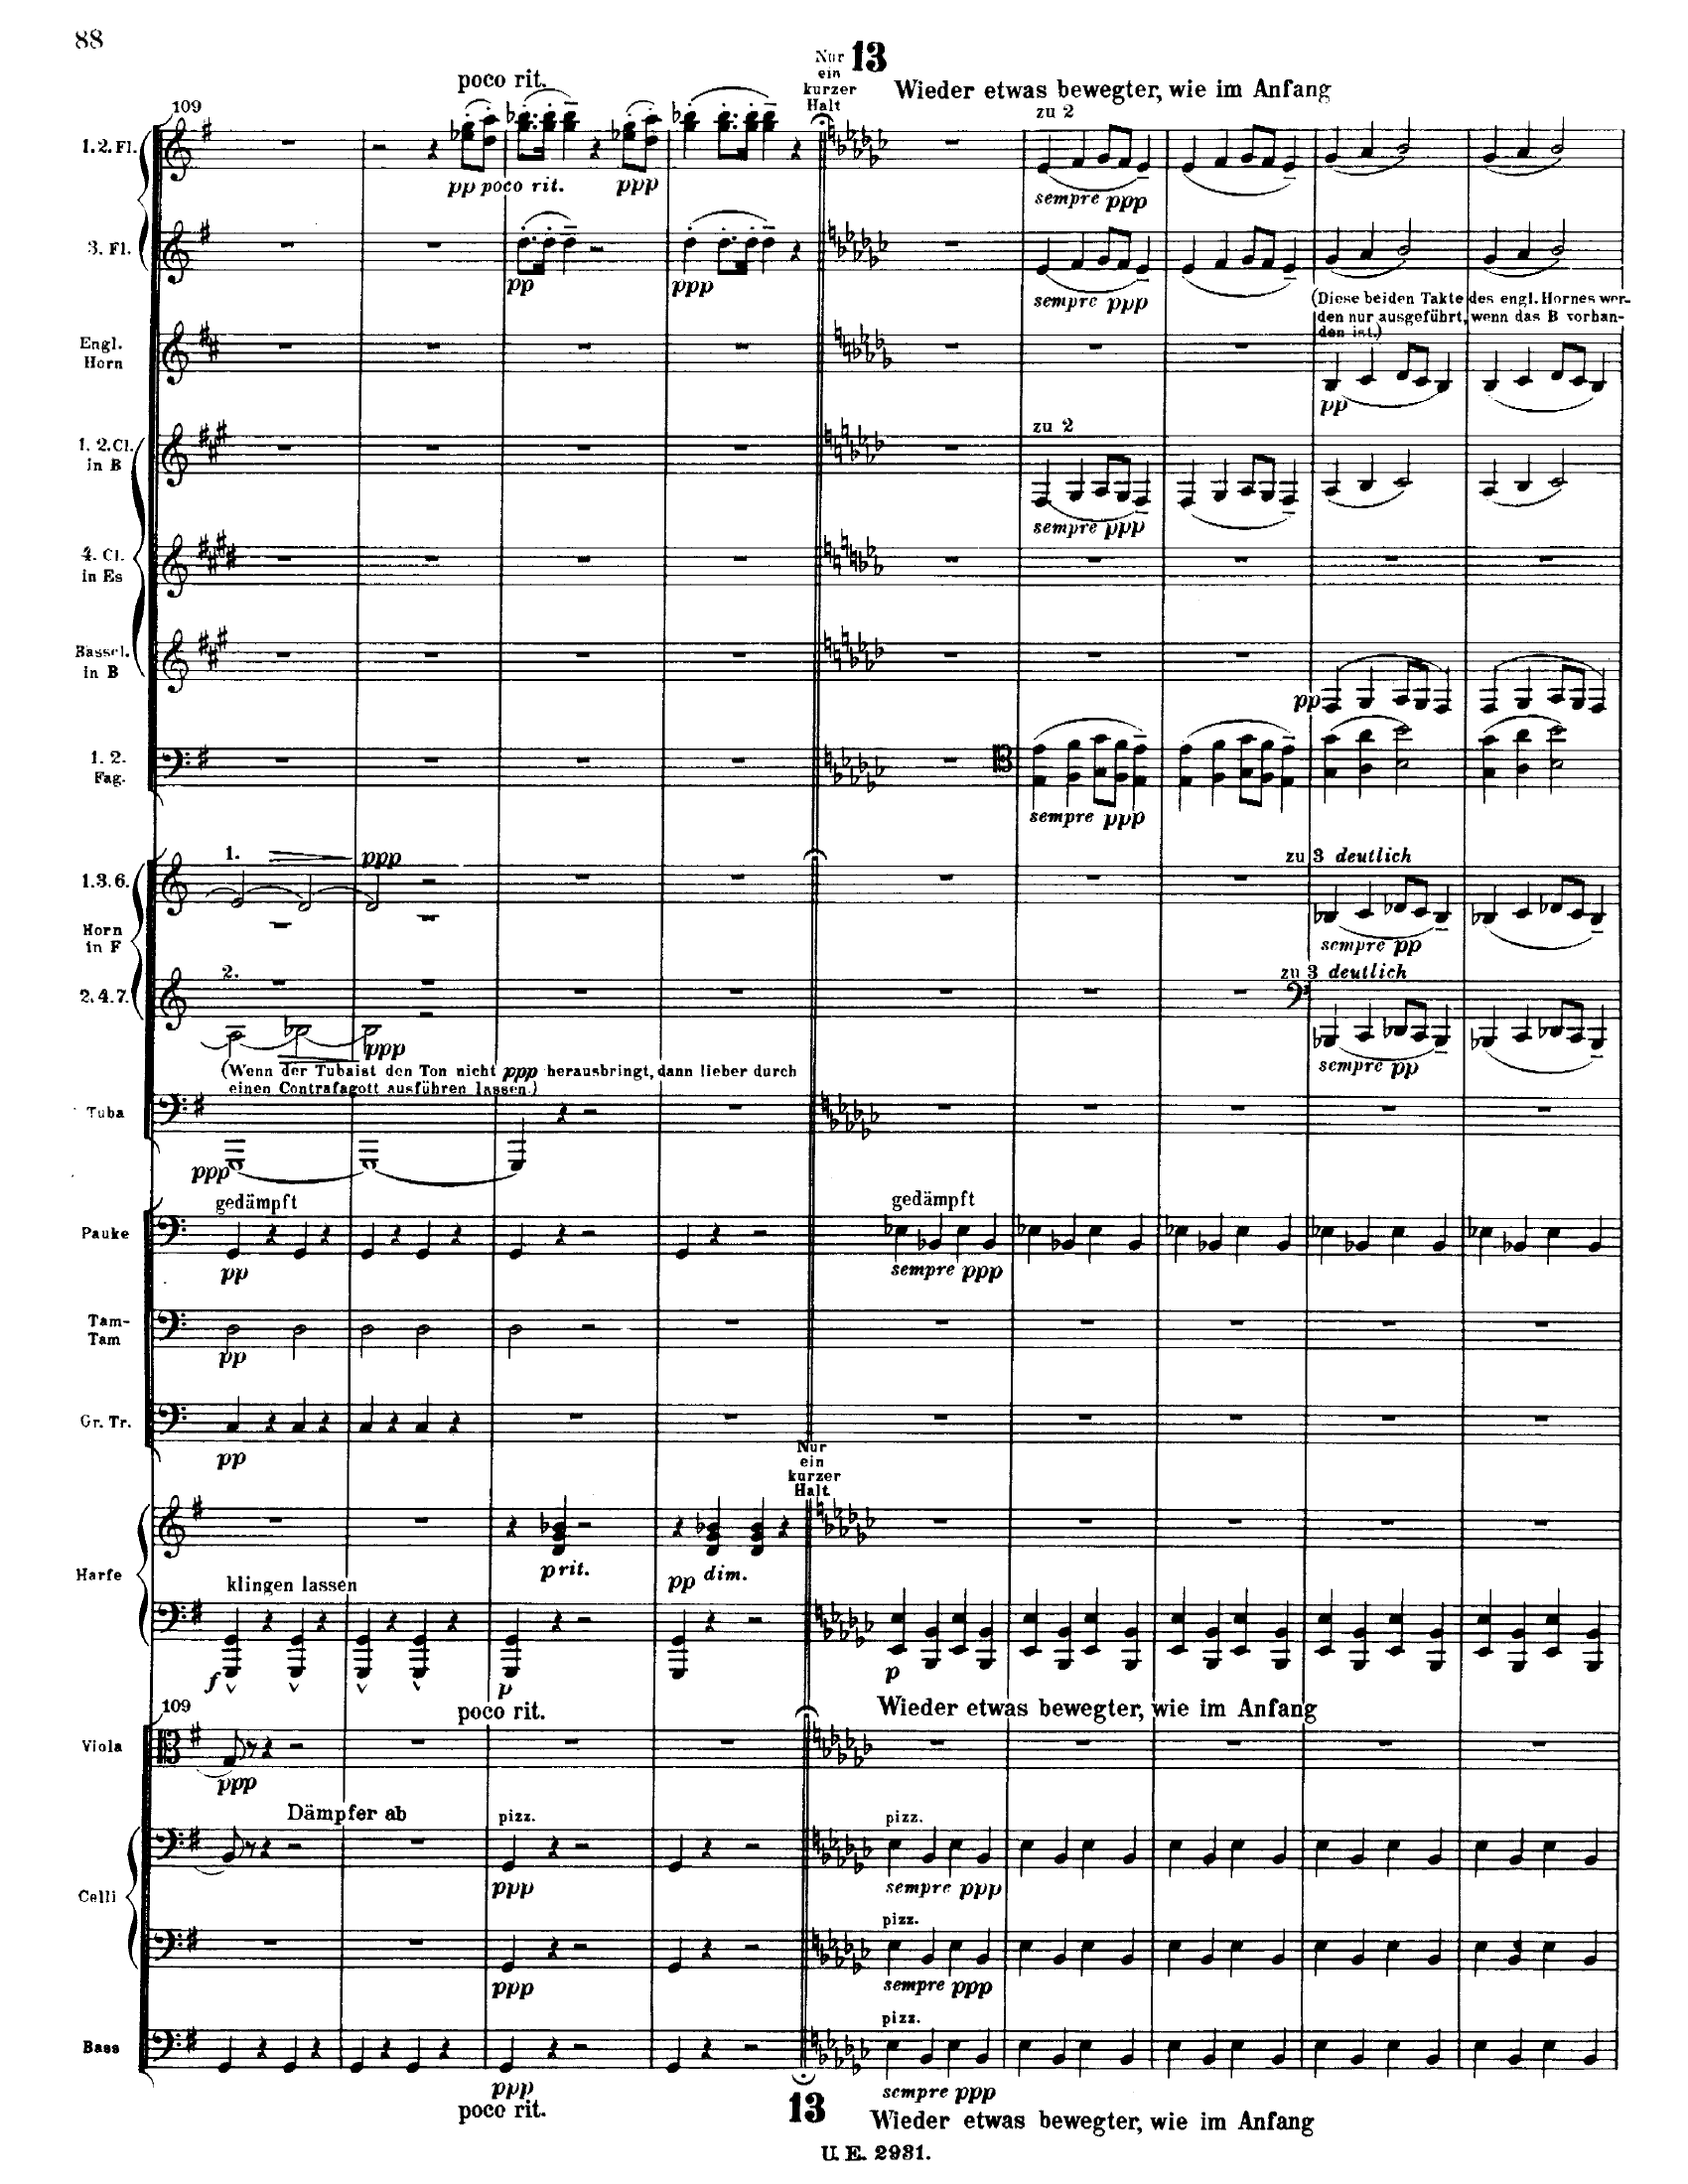 88
poco rit.
Nur
ein
kurzer
Halt
13
Wieder etwas bewegter, wie im Anfang
109
zu 2
1. 2. Fl.
pp poco rit.
ppp
sempre ppp
3. Fl.
pp
ppp
sempre ppp
(Diese beiden Takte des engl. Hornes wer-
den nur ausgeführt, wenn das B vorhan-
den ist.)
Engl.
Horn
pp
zu 2
1. 2. Cl.
in B
sempre ppp
4. Cl.
in Es
Bassel.
in B
pp
1. 2.
Fag.
sempre ppp
1.
ppp
zu 3 deutlich
1.3.6.
sempre pp
Horn
in F
2.
zu 3 deutlich
2.4.7.
ppp
sempre pp
(Wenn der Tubaist den Ton nicht ppp herausbringt, dann lieber durch
einen Contrafagott ausführen lassen.)
Tuba
ppp
gedämpft
gedämpft
Pauke
pp
sempre ppp
Tam-
Tam
pp
Gr. Tr.
pp
Nur
ein
kurzer
Halt
p rit.
pp dim.
Harfe
klingen lassen
f
p
p
109
poco rit.
Wieder etwas bewegter, wie im Anfang
Viola
ppp
Dämpfer ab
pizz.
pizz.
ppp
sempre ppp
Celli
pizz.
ppp
sempre ppp
pizz.
Bass
ppp
sempre ppp
poco rit.
13
Wieder etwas bewegter, wie im Anfang
U. E. 2931.